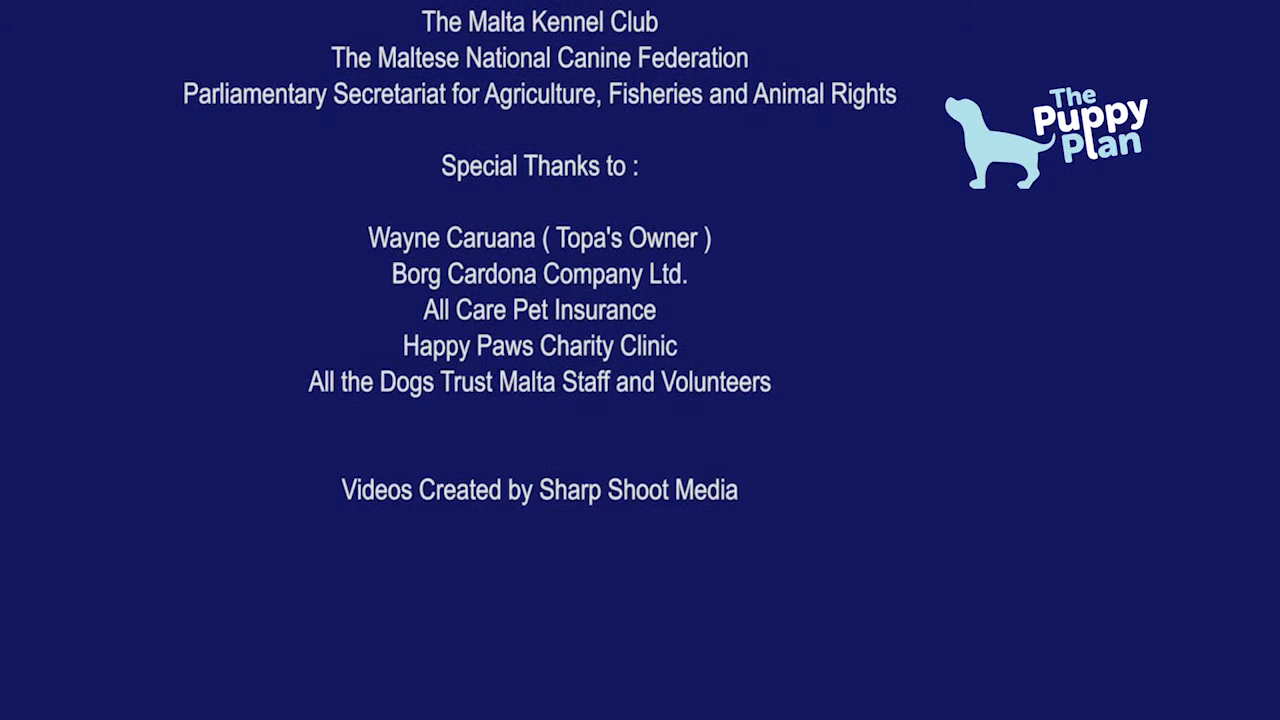 The Malta Kennel Club
The Maltese National Canine Federation
Parliamentary Secretariat for Agriculture, Fisheries and Animal Rights
The
Puppy
Plan
Special Thanks to :
Wayne Caruana ( Topa's Owner )
Borg Cardona Company Ltd.
All Care Pet Insurance
Happy Paws Charity Clinic
All the Dogs Trust Malta Staff and Volunteers
Videos Created by Sharp Shoot Media